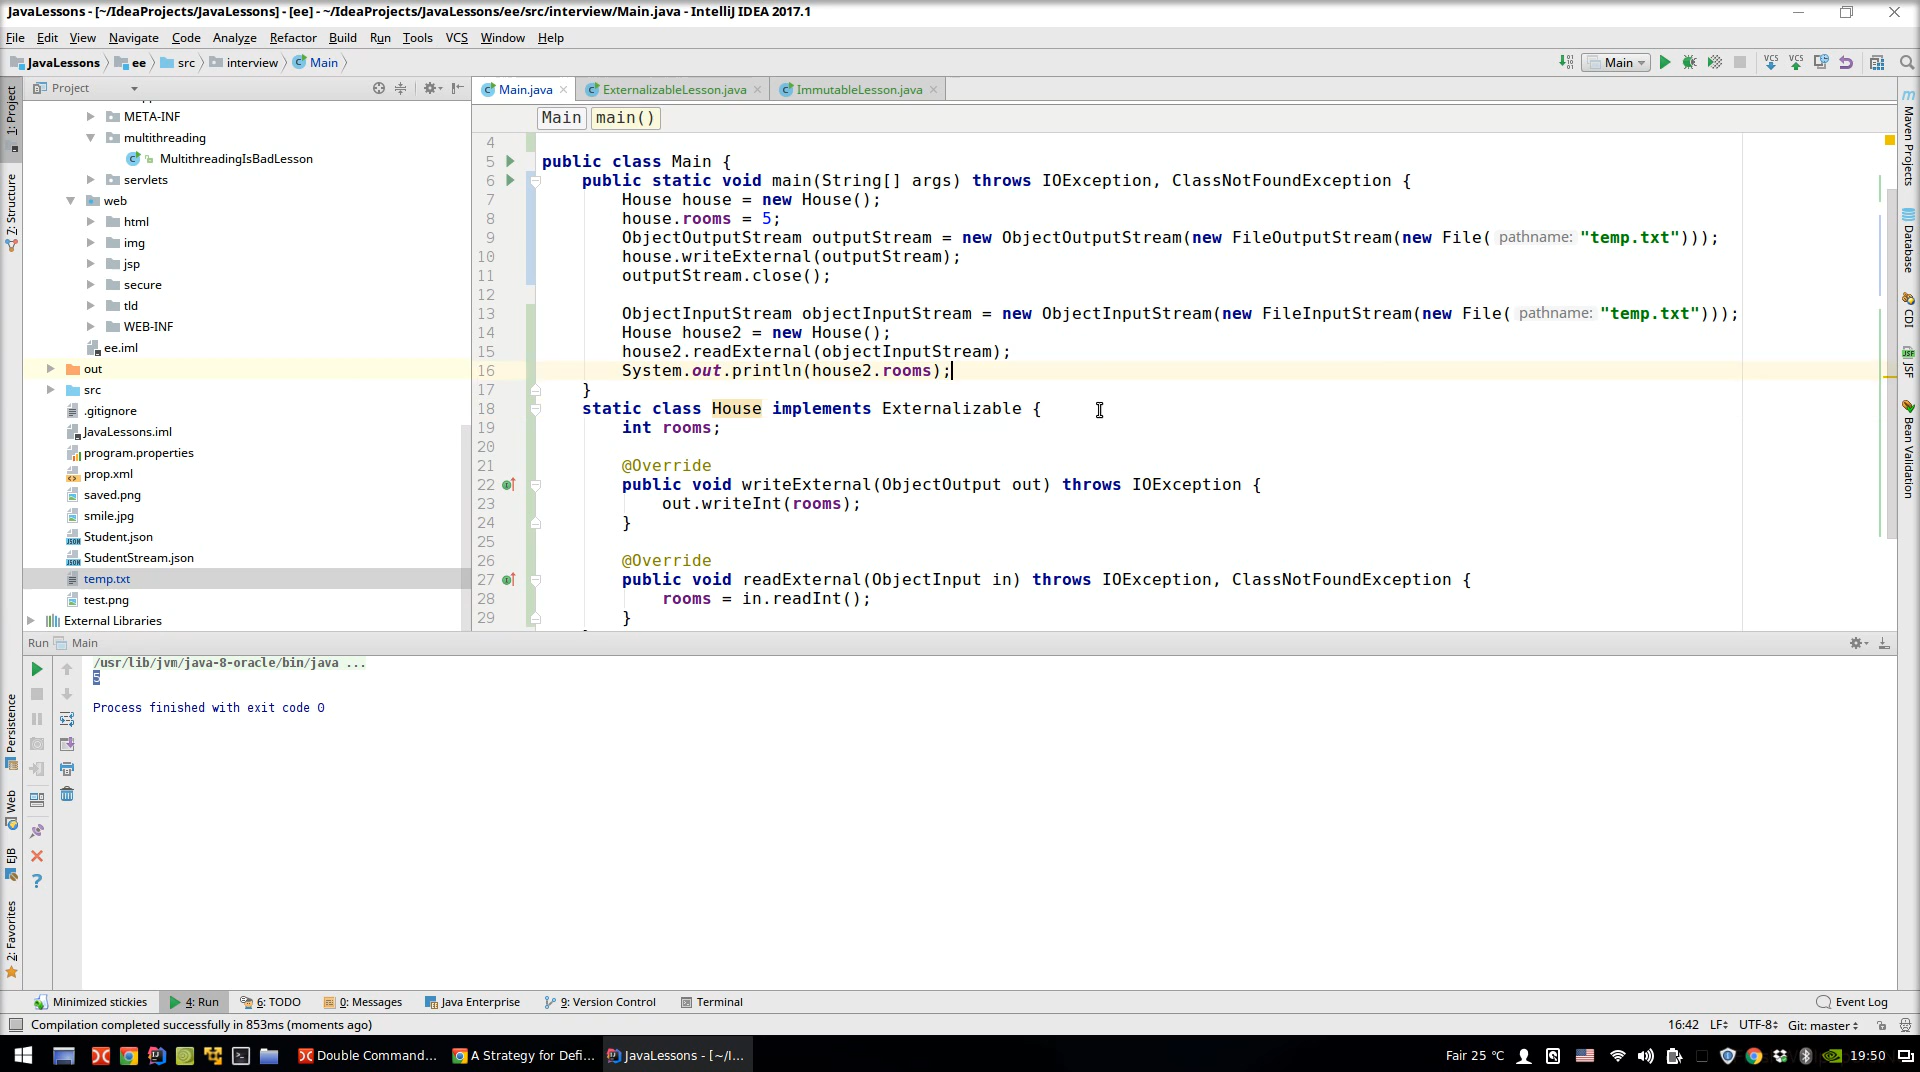 JavaLessons - [~/IdeaProjects/JavaLessons] - [ee] - ~/IdeaProjects/JavaLessons/ee/src/interview/Main.java - IntelliJ IDEA 2017.1
File Edit View Navigate Code Analyze Refactor Build Run Tools VCS Window Help
JavaLessons ee src interview Main
Main
Project
Main.java ExternalizableLesson.java ImmutableLesson.java
Main main()
META-INF
multithreading
MultithreadingIsBadLesson
servlets
web
html
img
jsp
secure
tld
WEB-INF
ee.iml
out
src
.gitignore
JavaLessons.iml
program.properties
prop.xml
saved.png
smile.jpg
Student.json
StudentStream.json
temp.txt
test.png
External Libraries
4
5 public class Main {
6 public static void main(String[] args) throws IOException, ClassNotFoundException {
7 House house = new House();
8 house.rooms = 5;
9 ObjectOutputStream outputStream = new ObjectOutputStream(new FileOutputStream(new File( pathname: "temp.txt")));
10 house.writeExternal(outputStream);
11 outputStream.close();
12
13 ObjectInputStream objectInputStream = new ObjectInputStream(new FileInputStream(new File( pathname: "temp.txt")));
14 House house2 = new House();
15 house2.readExternal(objectInputStream);
16 System.out.println(house2.rooms);
17 }
18 static class House implements Externalizable {
19 int rooms;
20
21 @Override
22 public void writeExternal(ObjectOutput out) throws IOException {
23 out.writeInt(rooms);
24 }
25
26 @Override
27 public void readExternal(ObjectInput in) throws IOException, ClassNotFoundException {
28 rooms = in.readInt();
29 }
1: Project
7: Structure
Persistence
Web
EJB
2: Favorites
Maven Projects
Database
CDI
JSF
Bean Validation
Run Main
/usr/lib/jvm/java-8-oracle/bin/java ...
5
Process finished with exit code 0
Minimized stickies 4: Run 6: TODO 0: Messages Java Enterprise 9: Version Control Terminal Event Log
Compilation completed successfully in 853ms (moments ago) 16:42 LF UTF-8 Git: master
Double Command... A Strategy for Defi... JavaLessons - [~/I... Fair 25 °C 19:50